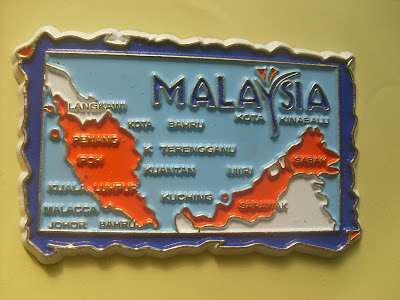 MALAYSIA
LANGKAWI
KOTA KINABALU
KOTA BAHRU
PENANG
K TERENGGANU
IPOH
SABAH
KUANTAN
MIRI
KUALA LUMPUR
KUCHING
SARAWAK
MALACCA
JOHOR BAHRU